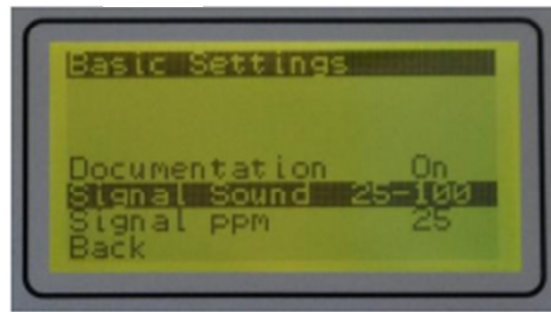 Basic Settings
Documentation On
Signal Sound 25-100
Signal ppm 25
Back